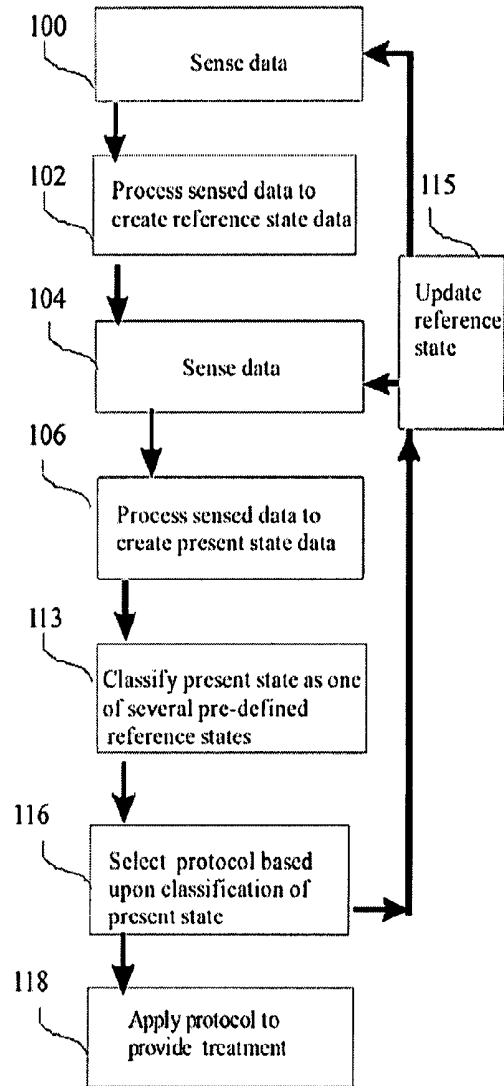 100
Sense data
102
Process sensed data to
create reference state data
115
Update
reference
state
104
Sense data
106
Process sensed data to
create present state data
113
Classify present state as one
of several pre-defined
reference states
116
Select protocol based
upon classification of
present state
118
Apply protocol to
provide treatment